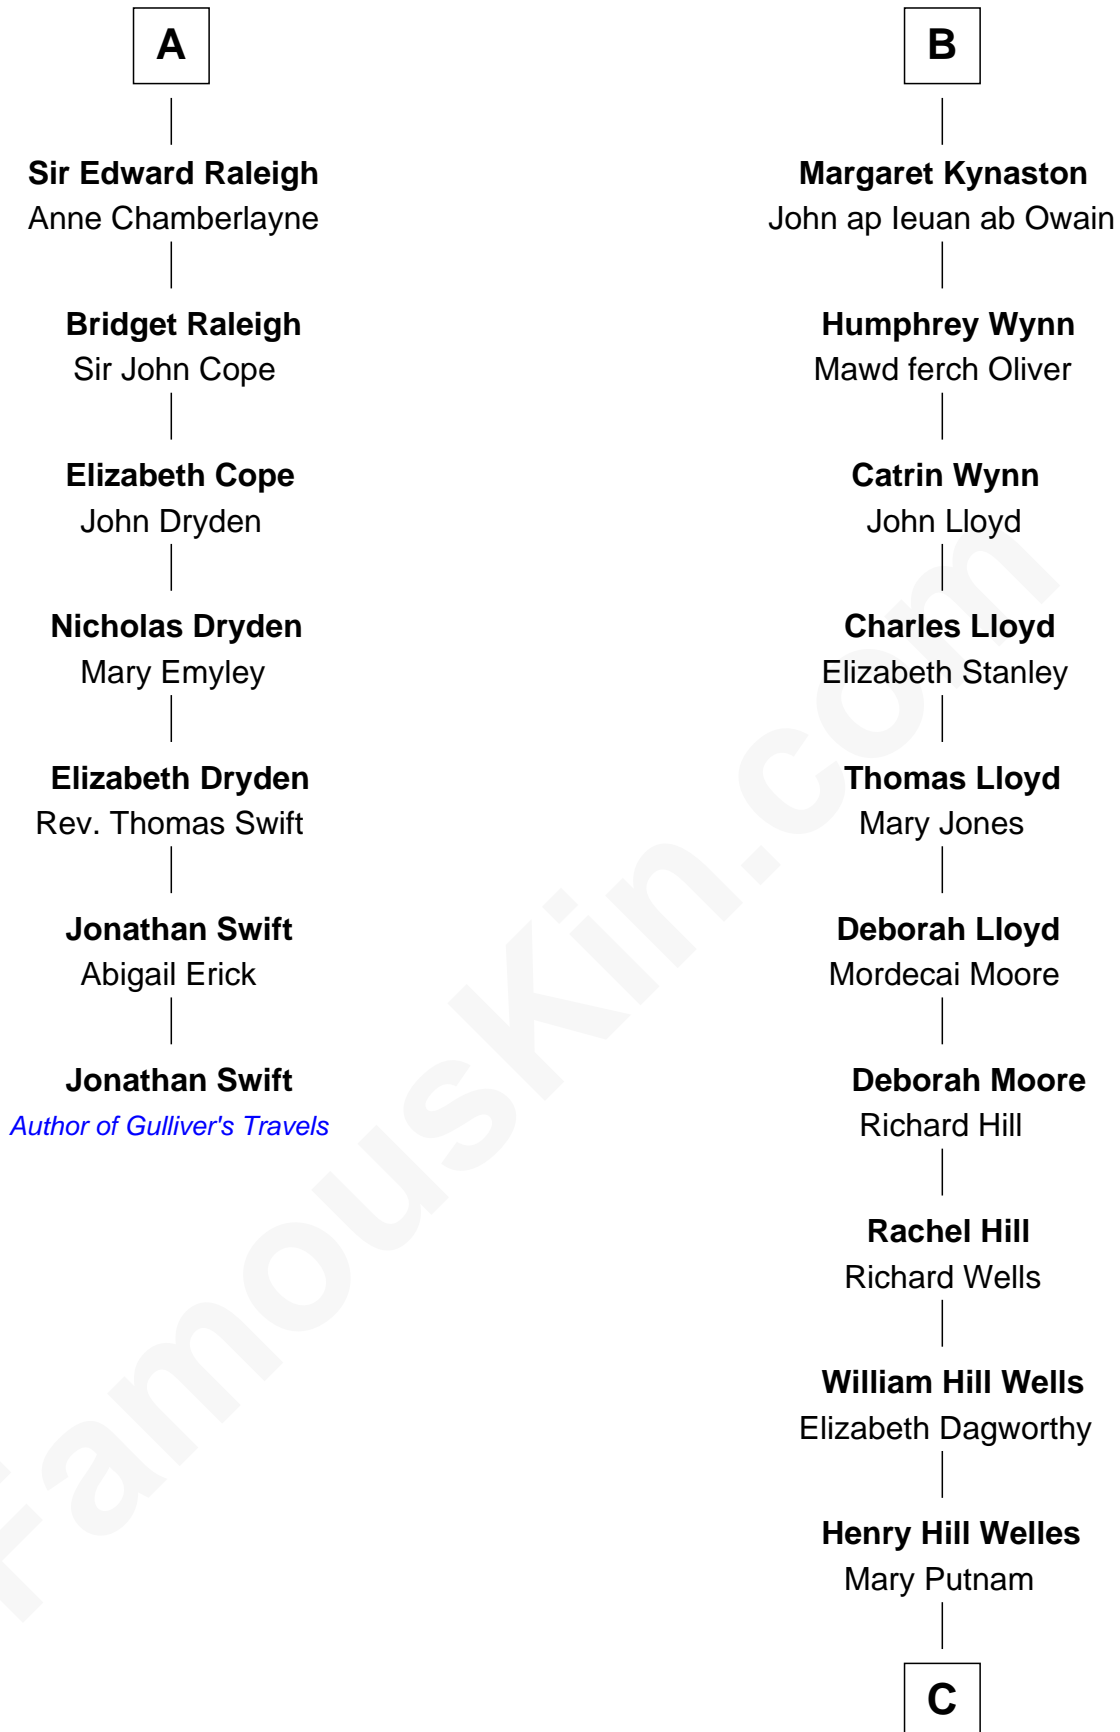 A
Sir Edward Raleigh
Anne Chamberlayne
Bridget Raleigh
Sir John Cope
Elizabeth Cope
John Dryden
Nicholas Dryden
Mary Emyley
Elizabeth Dryden
Rev. Thomas Swift
Jonathan Swift
Abigail Erick
Jonathan Swift
Author of Gulliver's Travels
B
Margaret Kynaston
John ap Ieuan ab Owain
Humphrey Wynn
Mawd ferch Oliver
Catrin Wynn
John Lloyd
Charles Lloyd
Elizabeth Stanley
Thomas Lloyd
Mary Jones
Deborah Lloyd
Mordecai Moore
Deborah Moore
Richard Hill
Rachel Hill
Richard Wells
William Hill Wells
Elizabeth Dagworthy
Henry Hill Welles
Mary Putnam
C
FamousKin.com